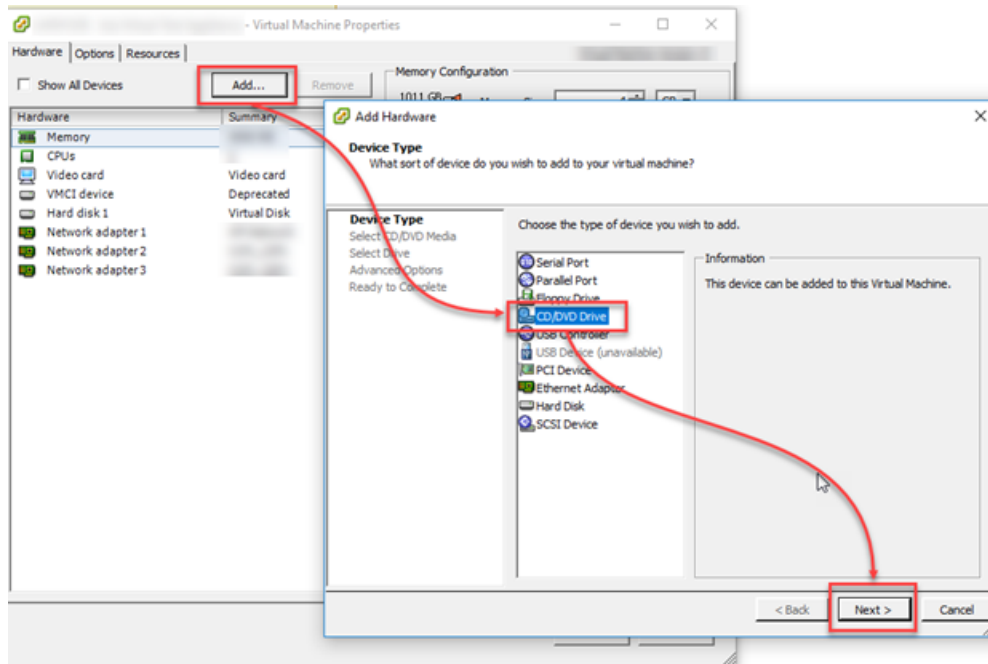 - Virtual Machine Properties
Hardware Options Resources
Show All Devices
Add...
Remove
Memory Configuration
1011 GB
Hardware Summary
Memory
CPUs
Video card Video card
VMCI device Deprecated
Hard disk 1 Virtual Disk
Network adapter 1
Network adapter 2
Network adapter 3
Add Hardware
Device Type
What sort of device do you wish to add to your virtual machine?
Device Type
Select CD/DVD Media
Select Drive
Advanced Options
Ready to Complete
Choose the type of device you wish to add.
Serial Port
Parallel Port
Floppy Drive
CD/DVD Drive
USB Controller
USB Device (unavailable)
PCI Device
Ethernet Adaptor
Hard Disk
SCSI Device
Information
This device can be added to this Virtual Machine.
< Back
Next >
Cancel